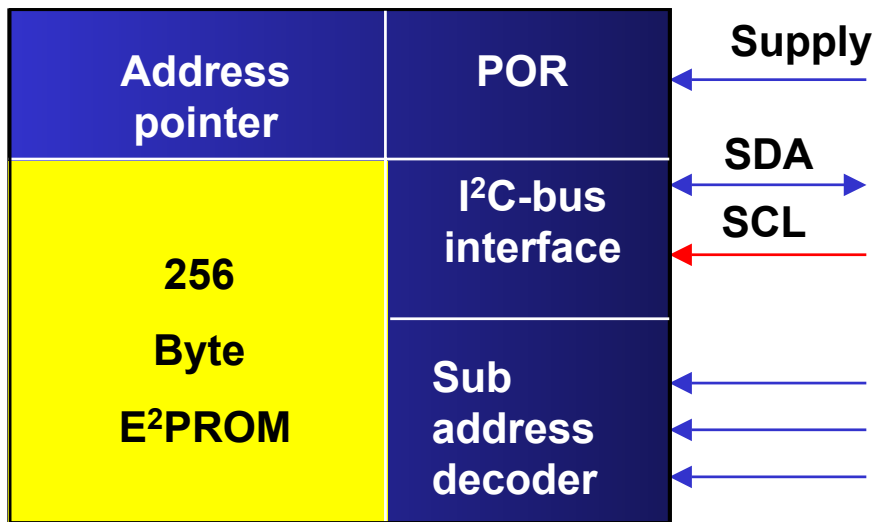 Address
pointer
POR
Supply
SDA
I²C-bus
interface
SCL
256
Byte
E²PROM
Sub
address
decoder